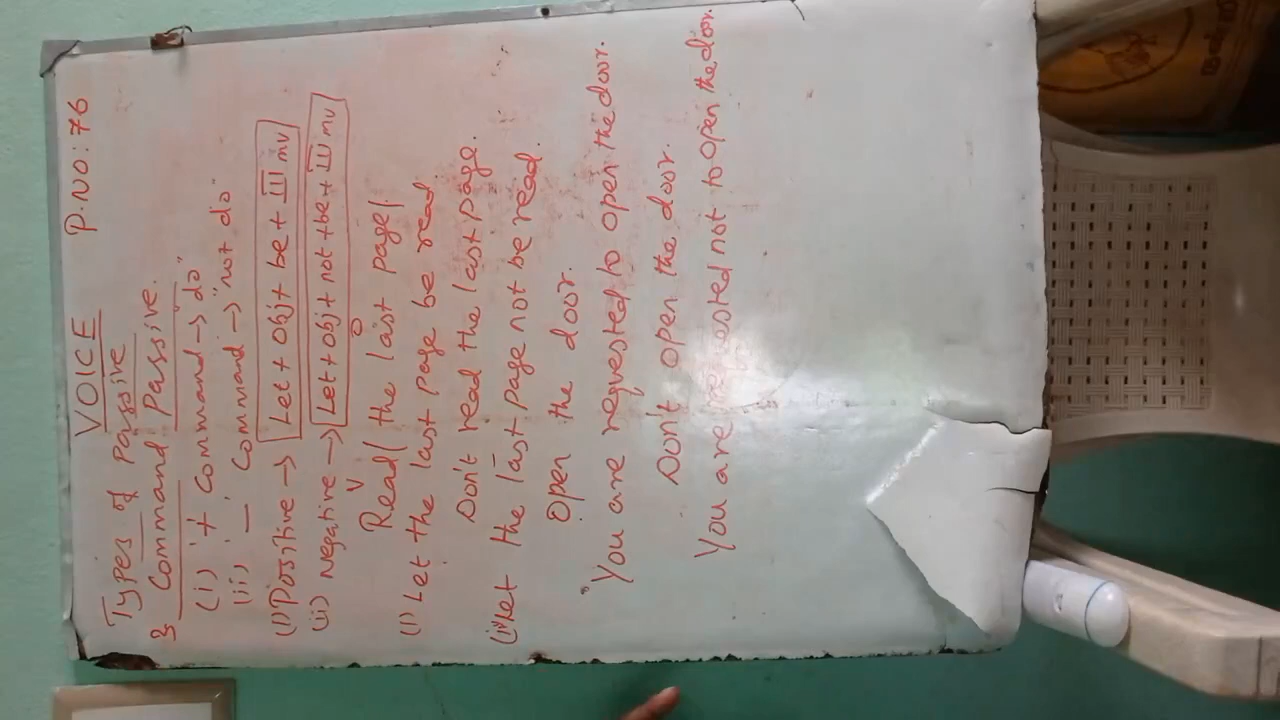 VOICE P.NO:76
Types of Passive
3 Command Passive.
(i) '+' Command → "do"
(ii) — Command → "not do"
(i) Positive → Let + Obj + be + III mv
(ii) Negative → Let + Obj + not + be + III mv
V O
Read / the last page /.
(i) Let the last page be read.
Don't read the last page.
(ii) Let the last page not be read.
Open the door.
You are requested to open the door.
Don't open the door.
You are requested not to open the door.